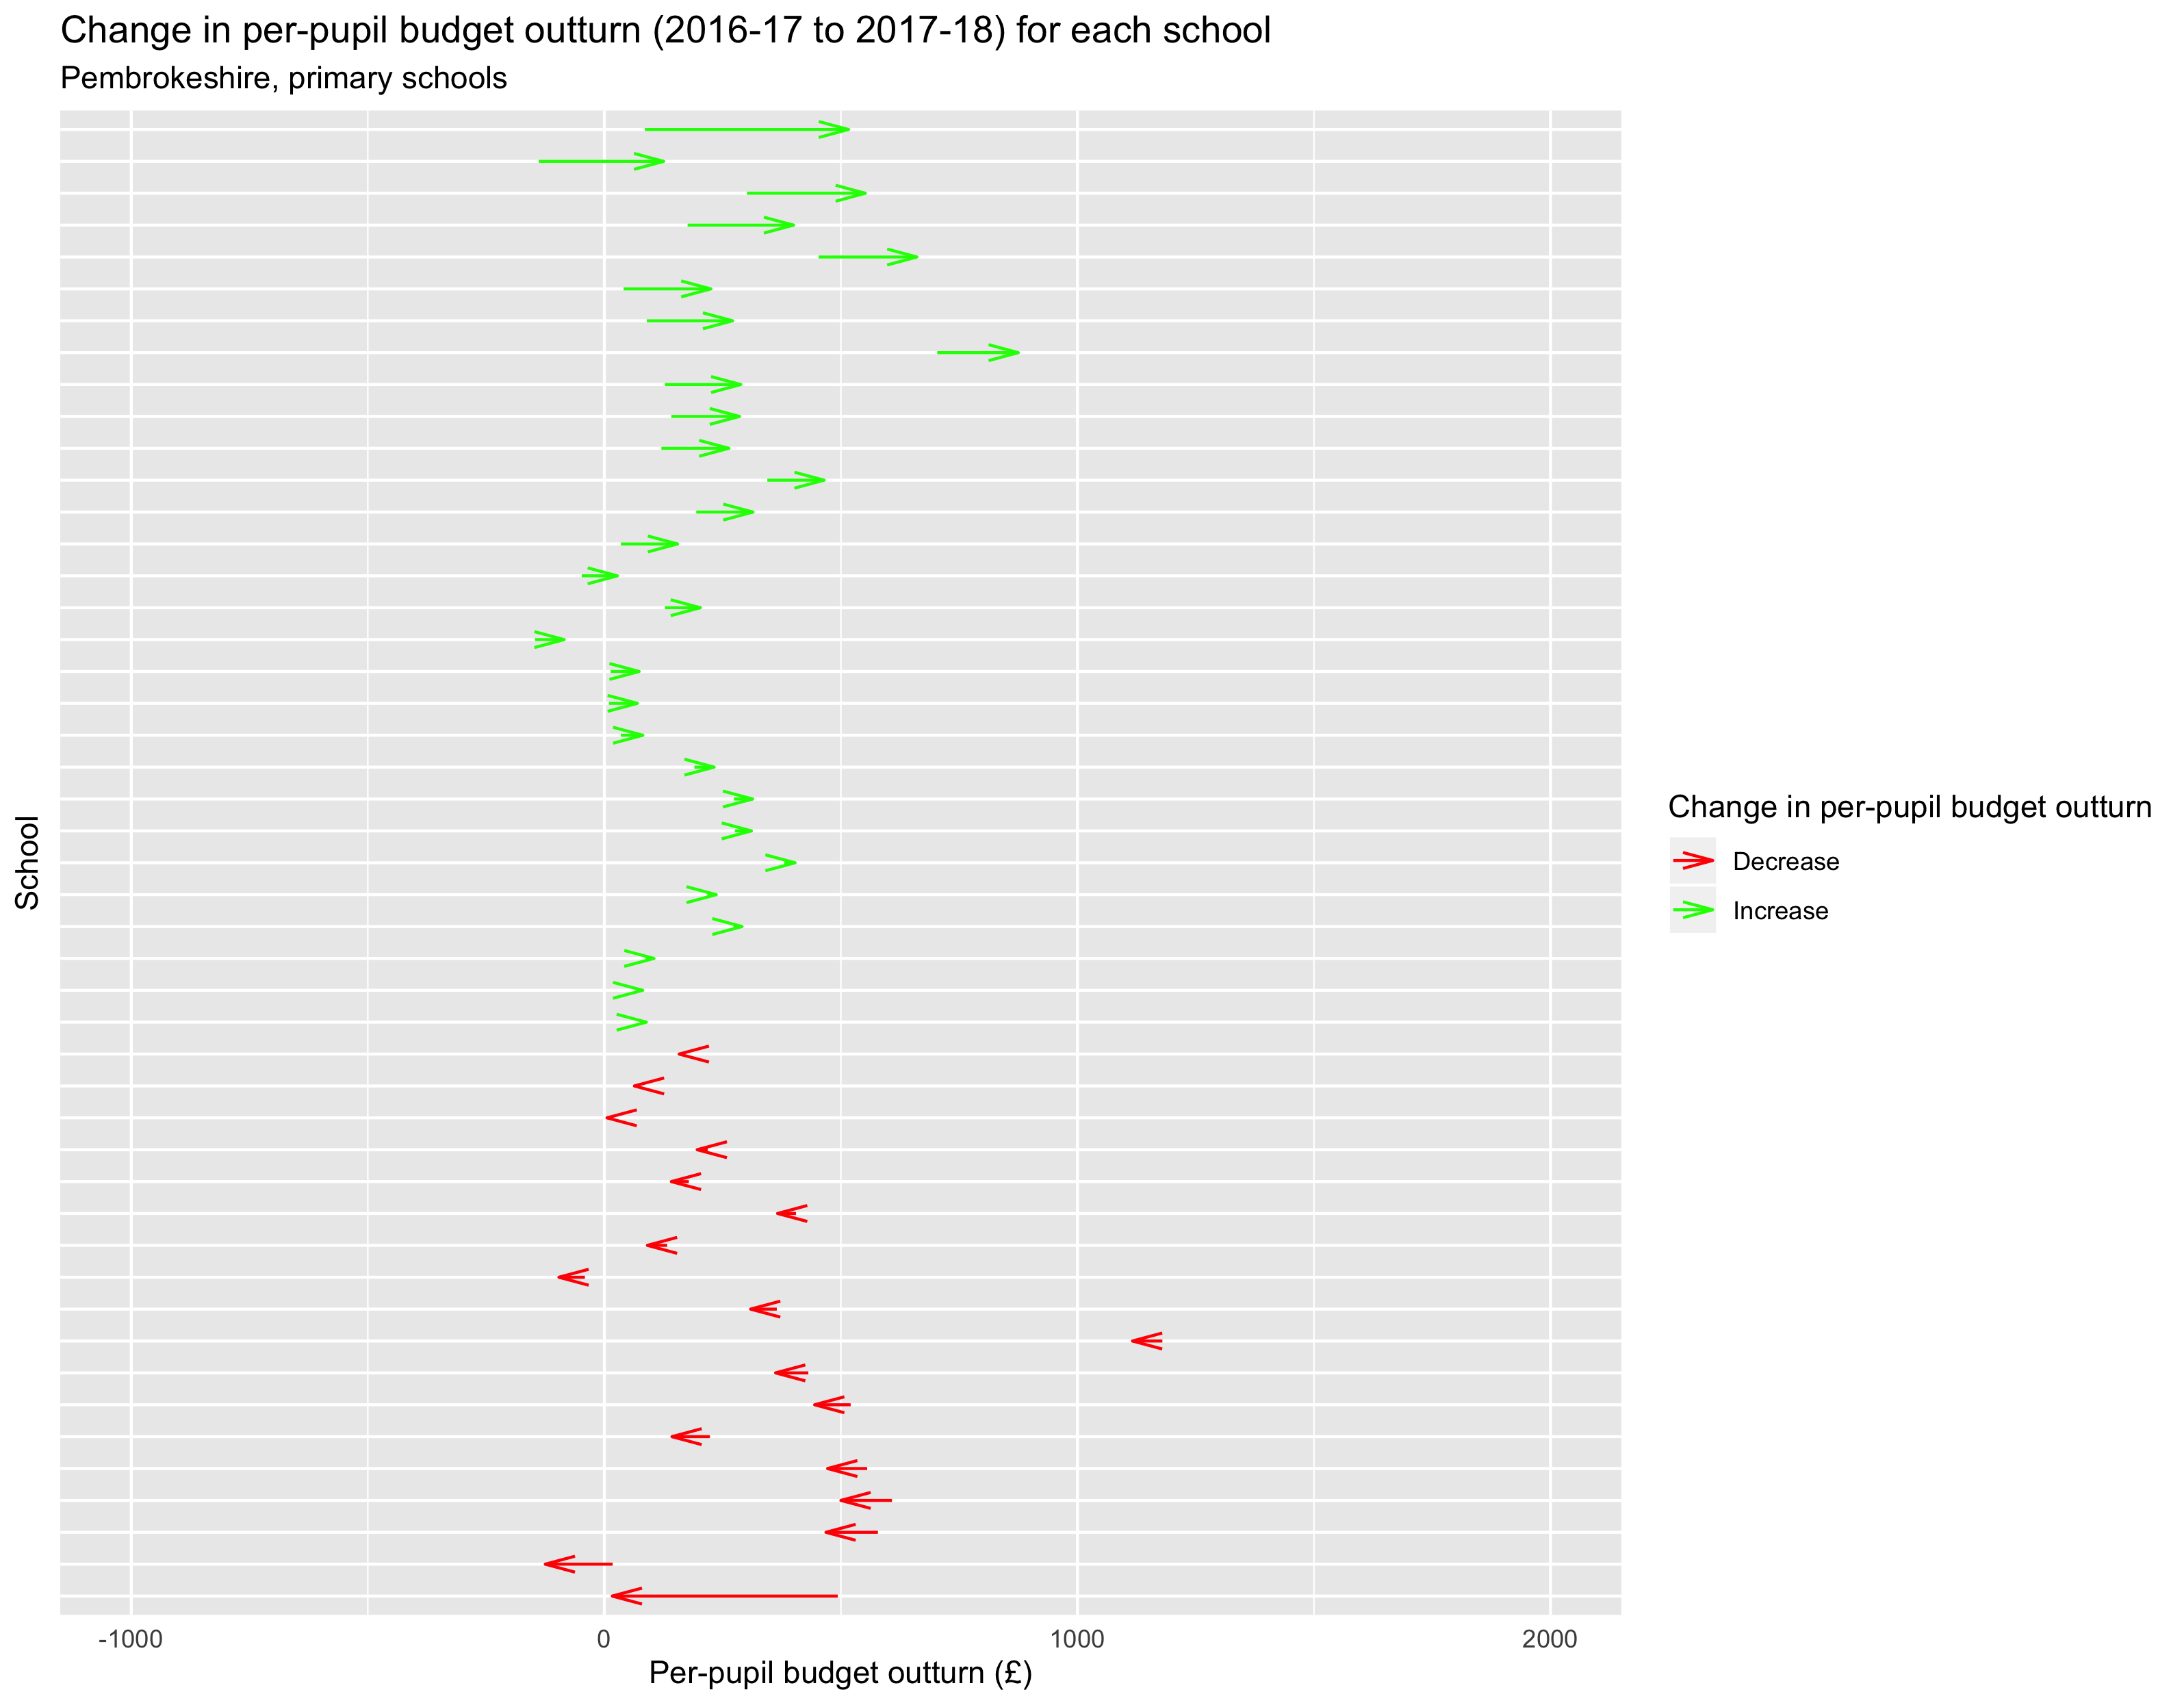 Change in per-pupil budget outturn (2016-17 to 2017-18) for each school
Pembrokeshire, primary schools
School
Change in per-pupil budget outturn
Decrease
Increase
-1000
0
1000
2000
Per-pupil budget outturn (£)